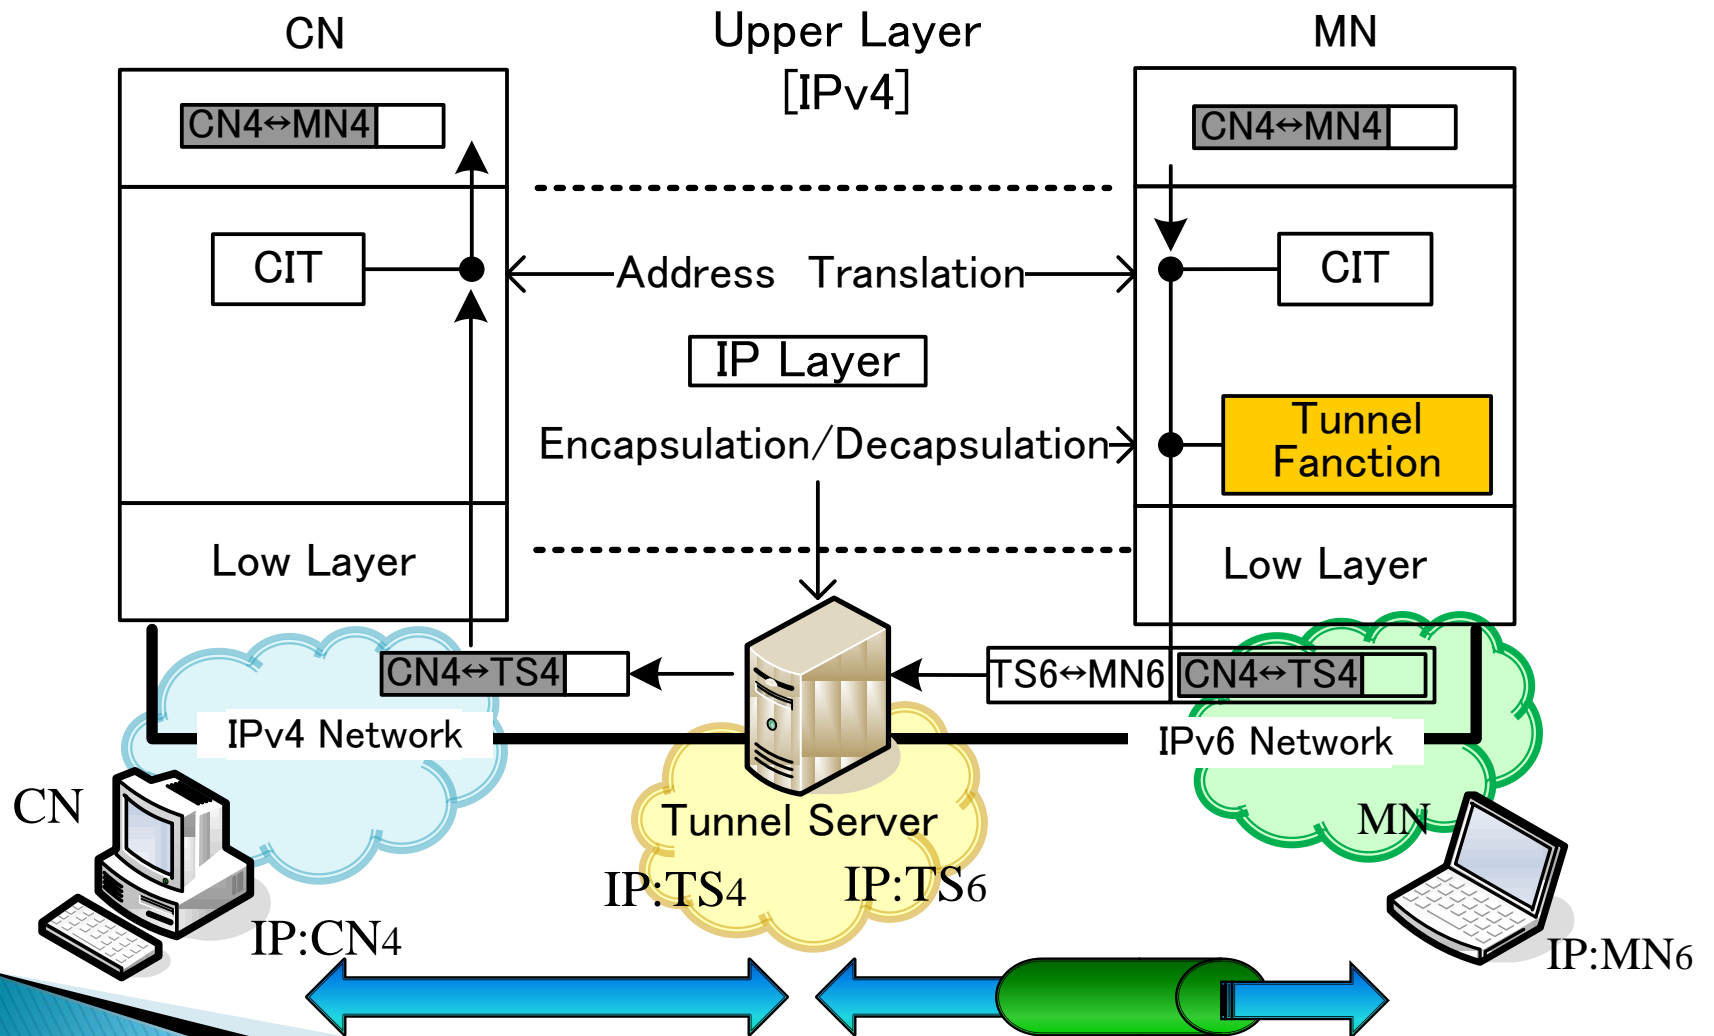 CN
Upper Layer
[IPv4]
MN
CN4↔MN4
CN4↔MN4
CIT
Address Translation
CIT
IP Layer
Encapsulation/Decapsulation
Tunnel
Fanction
Low Layer
Low Layer
CN4↔TS4
TS6↔MN6
CN4↔TS4
IPv4 Network
IPv6 Network
CN
Tunnel Server
MN
IP:TS4
IP:TS6
IP:CN4
IP:MN6